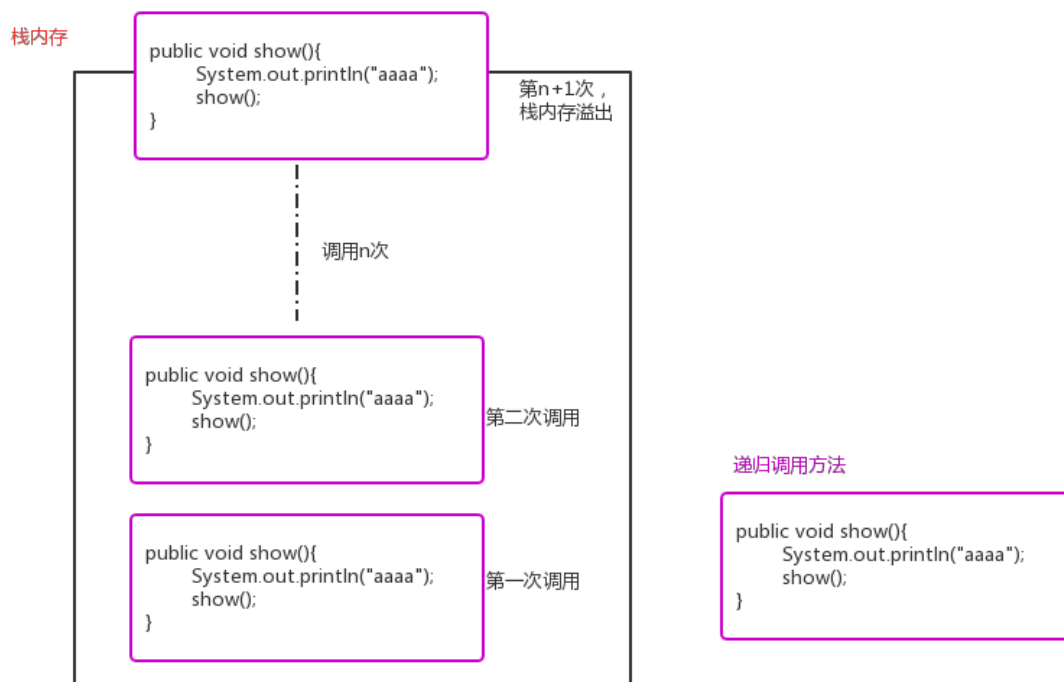 栈内存
public void show(){
System.out.println("aaaa");
show();
}
第n+1次，
栈内存溢出
调用n次
public void show(){
System.out.println("aaaa");
show();
}
第二次调用
public void show(){
System.out.println("aaaa");
show();
}
第一次调用
递归调用方法
public void show(){
System.out.println("aaaa");
show();
}